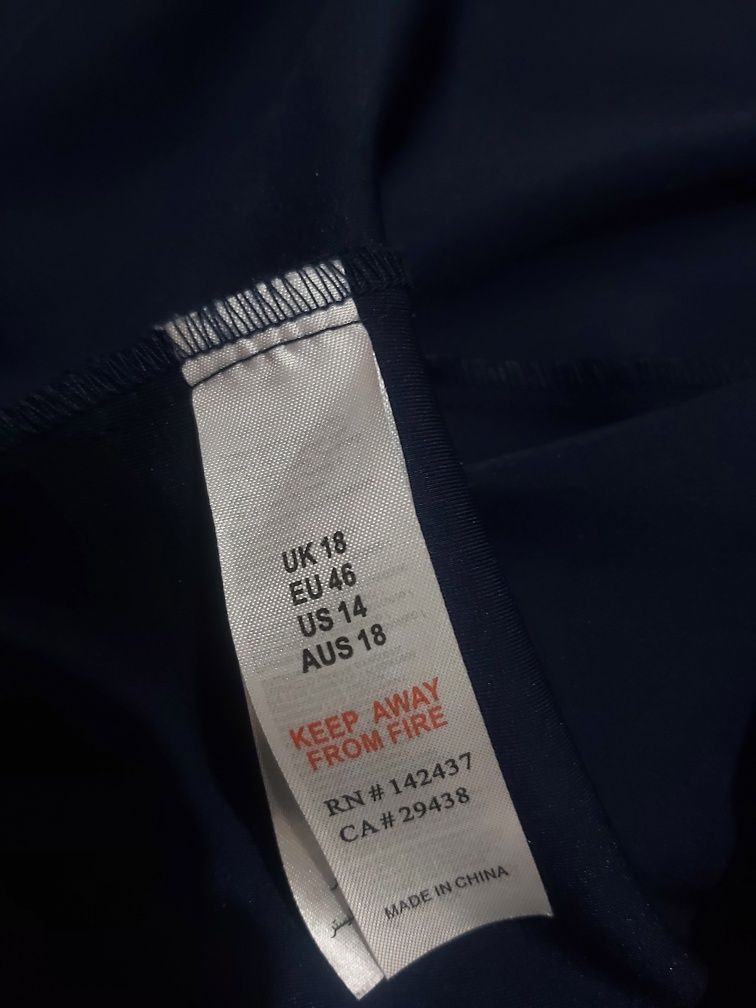 UK 18
EU 46
US 14
AUS 18
KEEP AWAY
FROM FIRE
RN # 142437
CA # 29438
MADE IN CHINA